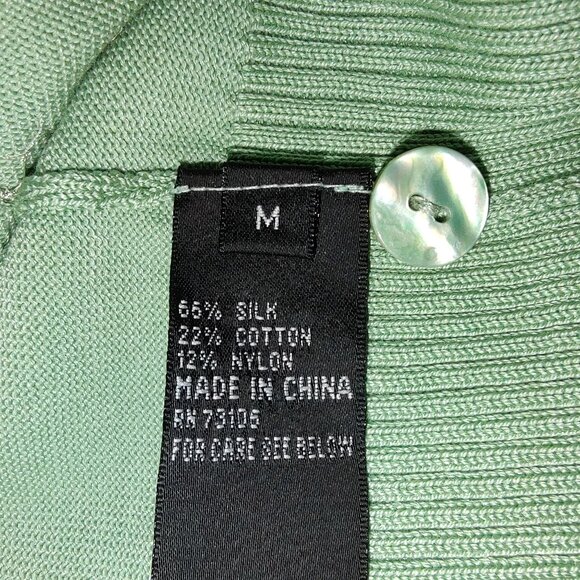 M
66% SILK
22% COTTON
12% NYLON
MADE IN CHINA
RN 73106
FOR CARE SEE BELOW